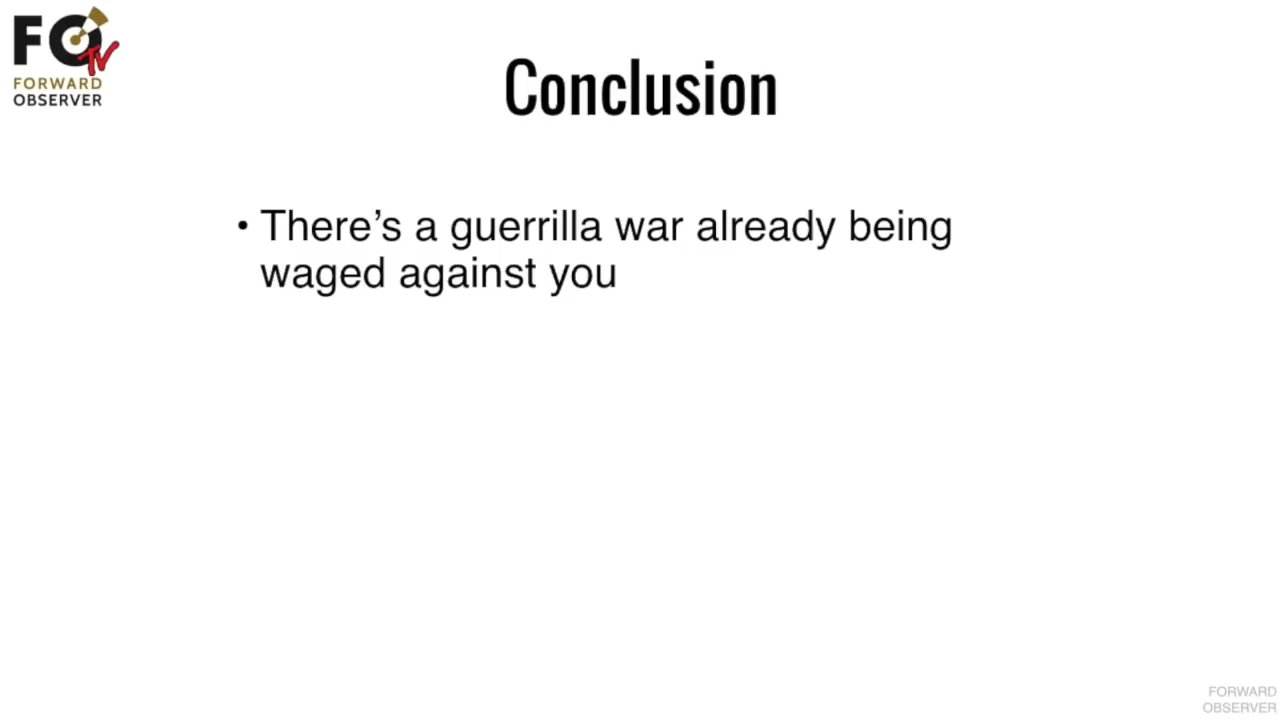 FO
TV
FORWARD
OBSERVER
Conclusion
• There’s a guerrilla war already being
waged against you
FORWARD
OBSERVER